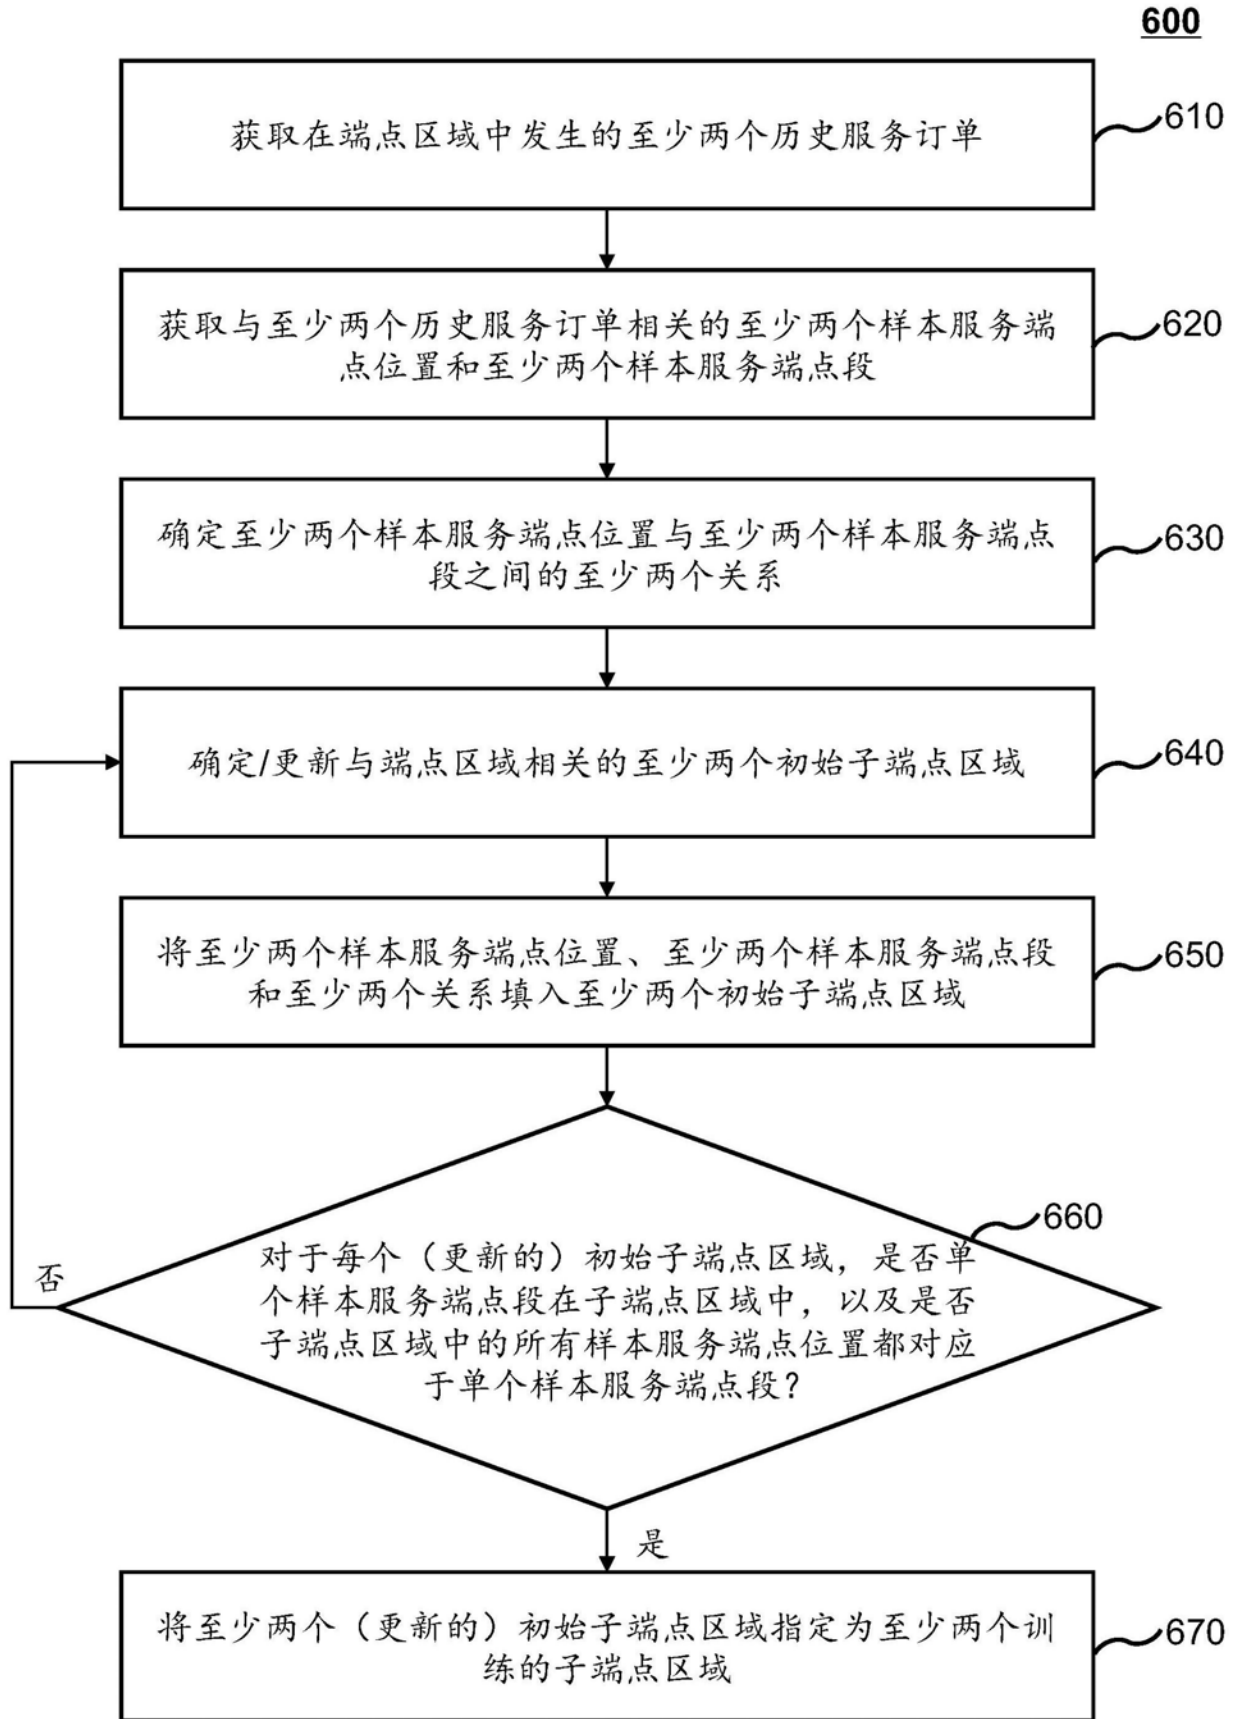 600
获取在端点区域中发生的至少两个历史服务订单
610
获取与至少两个历史服务订单相关的至少两个样本服务端
点位置和至少两个样本服务端点段
620
确定至少两个样本服务端点位置与至少两个样本服务端点
段之间的至少两个关系
630
确定/更新与端点区域相关的至少两个初始子端点区域
640
将至少两个样本服务端点位置、至少两个样本服务端点段
和至少两个关系填入至少两个初始子端点区域
650
660
对于每个（更新的）初始子端点区域，是否单
个样本服务端点段在子端点区域中，以及是否
子端点区域中的所有样本服务端点位置都对应
于单个样本服务端点段？
否
是
将至少两个（更新的）初始子端点区域指定为至少两个训
练的子端点区域
670